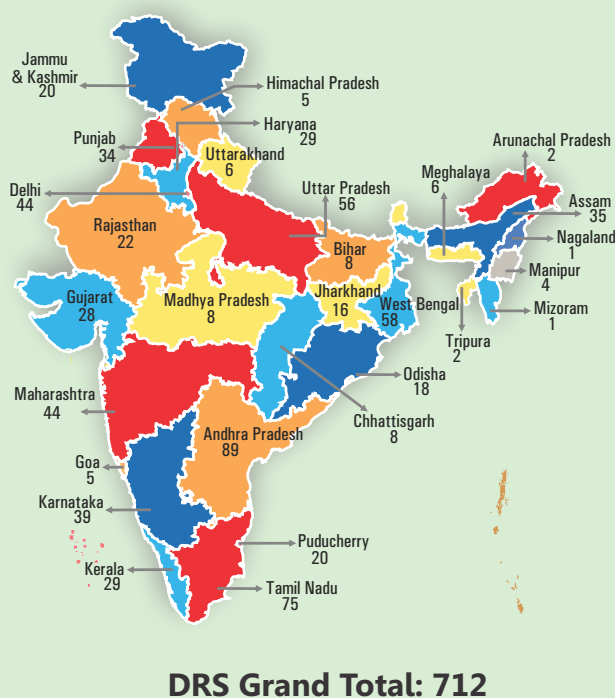 Jammu
& Kashmir
20
Himachal Pradesh
5
Haryana
29
Punjab
34
Uttarakhand
6
Arunachal Pradesh
2
Meghalaya
6
Delhi
44
Uttar Pradesh
56
Assam
35
Rajasthan
22
Nagaland
1
Bihar
8
Manipur
4
Gujarat
28
Madhya Pradesh
8
Jharkhand
16
West Bengal
58
Mizoram
1
Tripura
2
Odisha
18
Maharashtra
44
Chhattisgarh
8
Andhra Pradesh
89
Goa
5
Karnataka
39
Puducherry
20
Kerala
29
Tamil Nadu
75
DRS Grand Total: 712